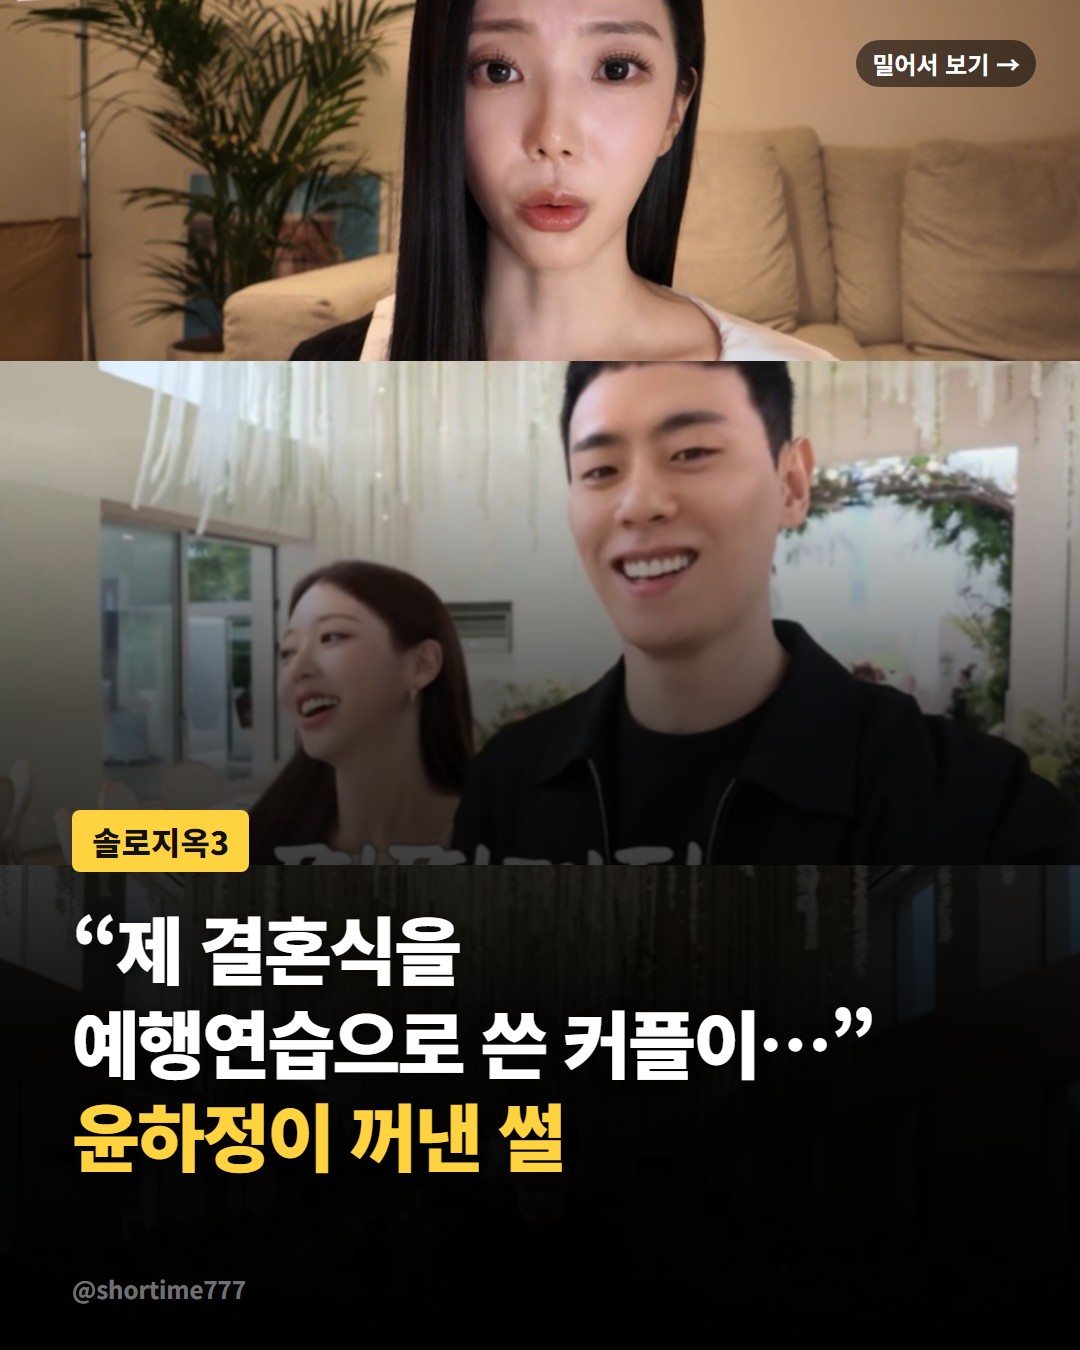 밀어서 보기 →
솔로지옥3
“제 결혼식을
예행연습으로 쓴 커플이…”
윤하정이 꺼낸 썰
@shortime777